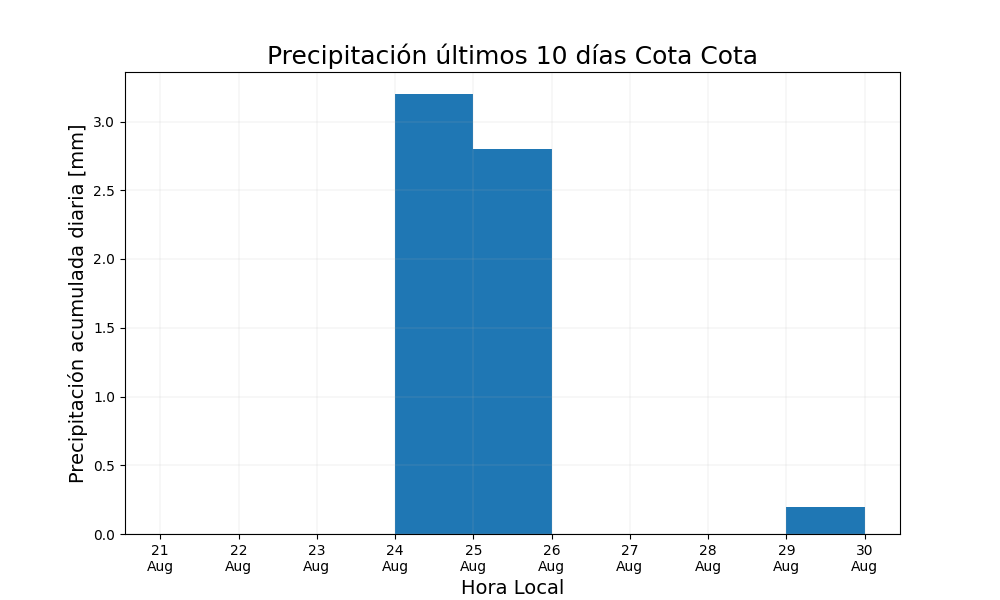 Precipitación últimos 10 días Cota Cota
Precipitación acumulada diaria [mm]
3.0
2.5
2.0
1.5
1.0
0.5
0.0
21 22 23 24 25 26 27 28 29 30
Aug Aug Aug Aug Aug Aug Aug Aug Aug Aug
Hora Local